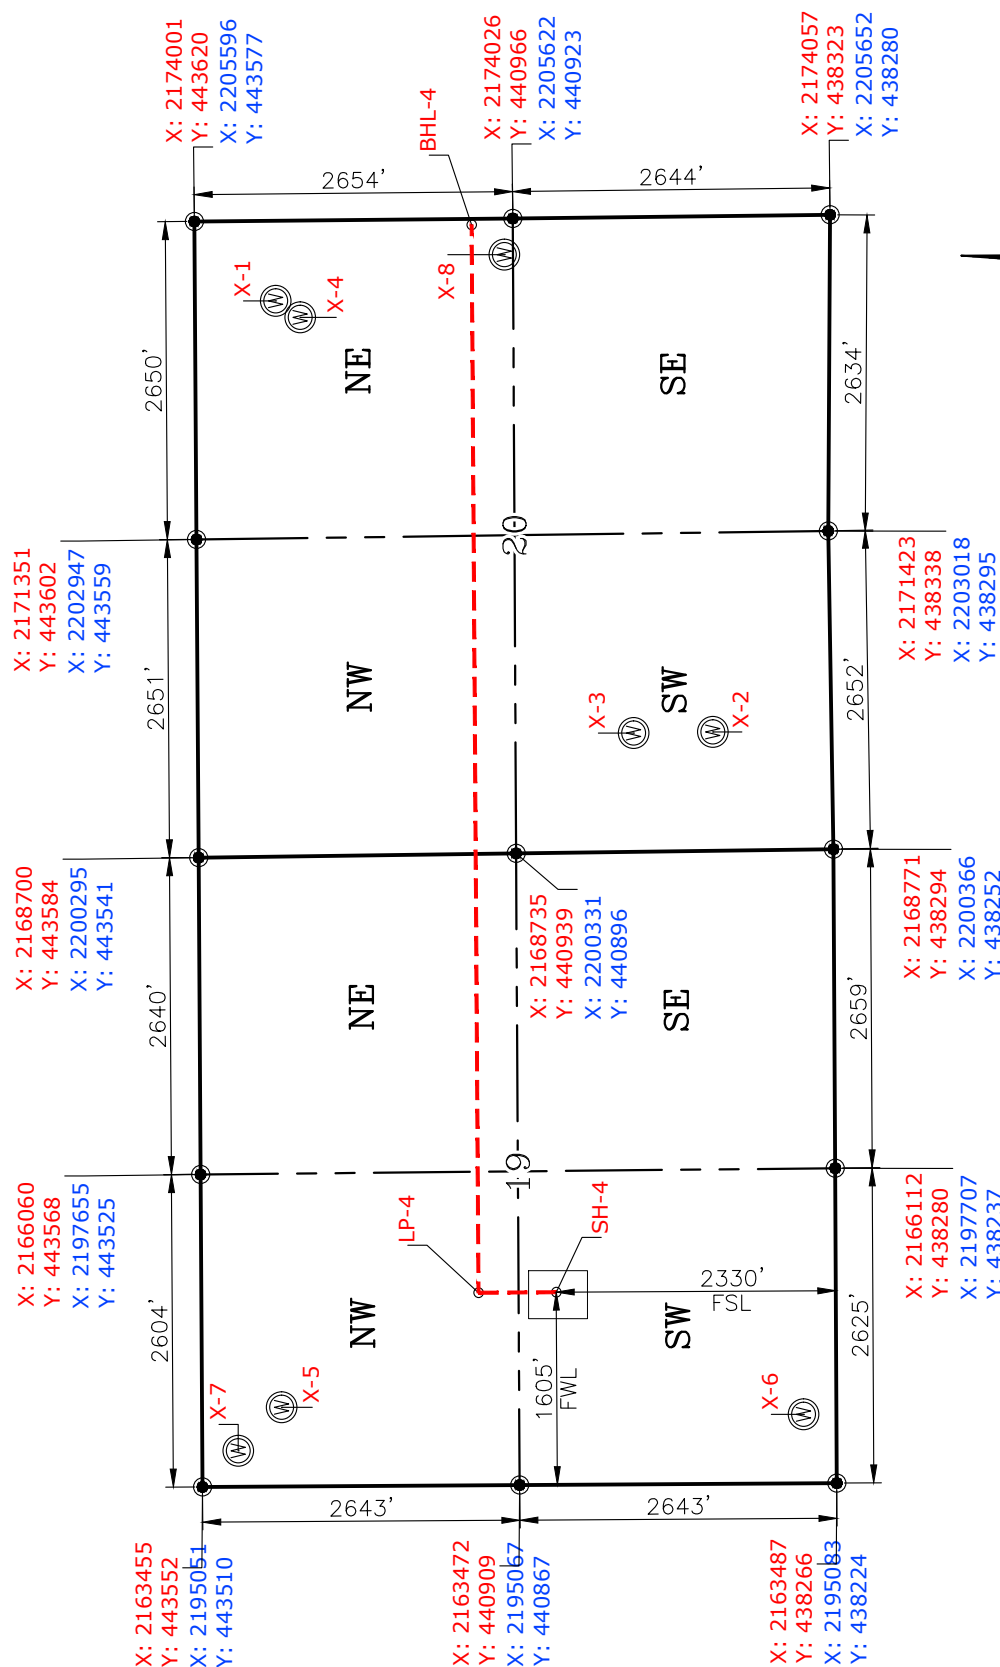 X: 2174001
Y: 443620
X: 2205596
Y: 443577
X: 2174026
Y: 440966
X: 2205622
Y: 440923
X: 2174057
Y: 438323
X: 2205652
Y: 438280
BHL-4
2654'
2644'
X-1
X-4
X-8
2650'
NE
SE
2634'
X: 2171351
Y: 443602
X: 2202947
Y: 443559
20
X: 2171423
Y: 438338
X: 2203018
Y: 438295
2651'
NW
SW
X-3
X-2
2652'
X: 2168700
Y: 443584
X: 2200295
Y: 443541
X: 2168735
Y: 440939
X: 2200331
Y: 440896
X: 2168771
Y: 438294
X: 2200366
Y: 438252
2640'
NE
SE
2659'
X: 2166060
Y: 443568
X: 2197655
Y: 443525
19
X: 2166112
Y: 438280
X: 2197707
Y: 438237
LP-4
SH-4
2604'
NW
SW
2330'
FSL
2625'
1605'
FWL
X-7
X-5
X-6
W
W
W
W
W
W
W
W
2643'
2643'
X: 2163455
Y: 443552
X: 2195051
Y: 443510
X: 2163472
Y: 440909
X: 2195067
Y: 440867
X: 2163487
Y: 438266
X: 2195083
Y: 438224